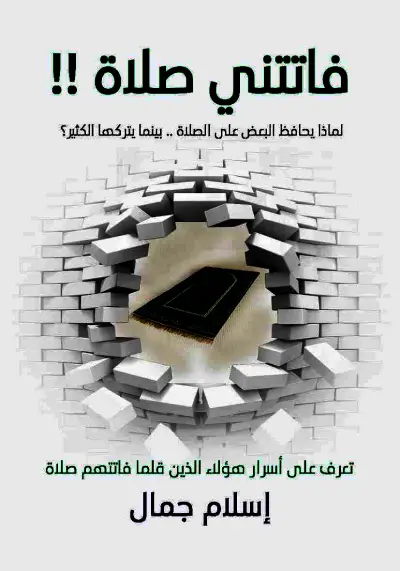 فاتتني صلاة !!
لماذا يحافظ البعض على الصلاة .. بينما يتركها الكثير؟
تعرف على أسرار هؤلاء الذين قلما فاتتهم صلاة
إسلام جمال